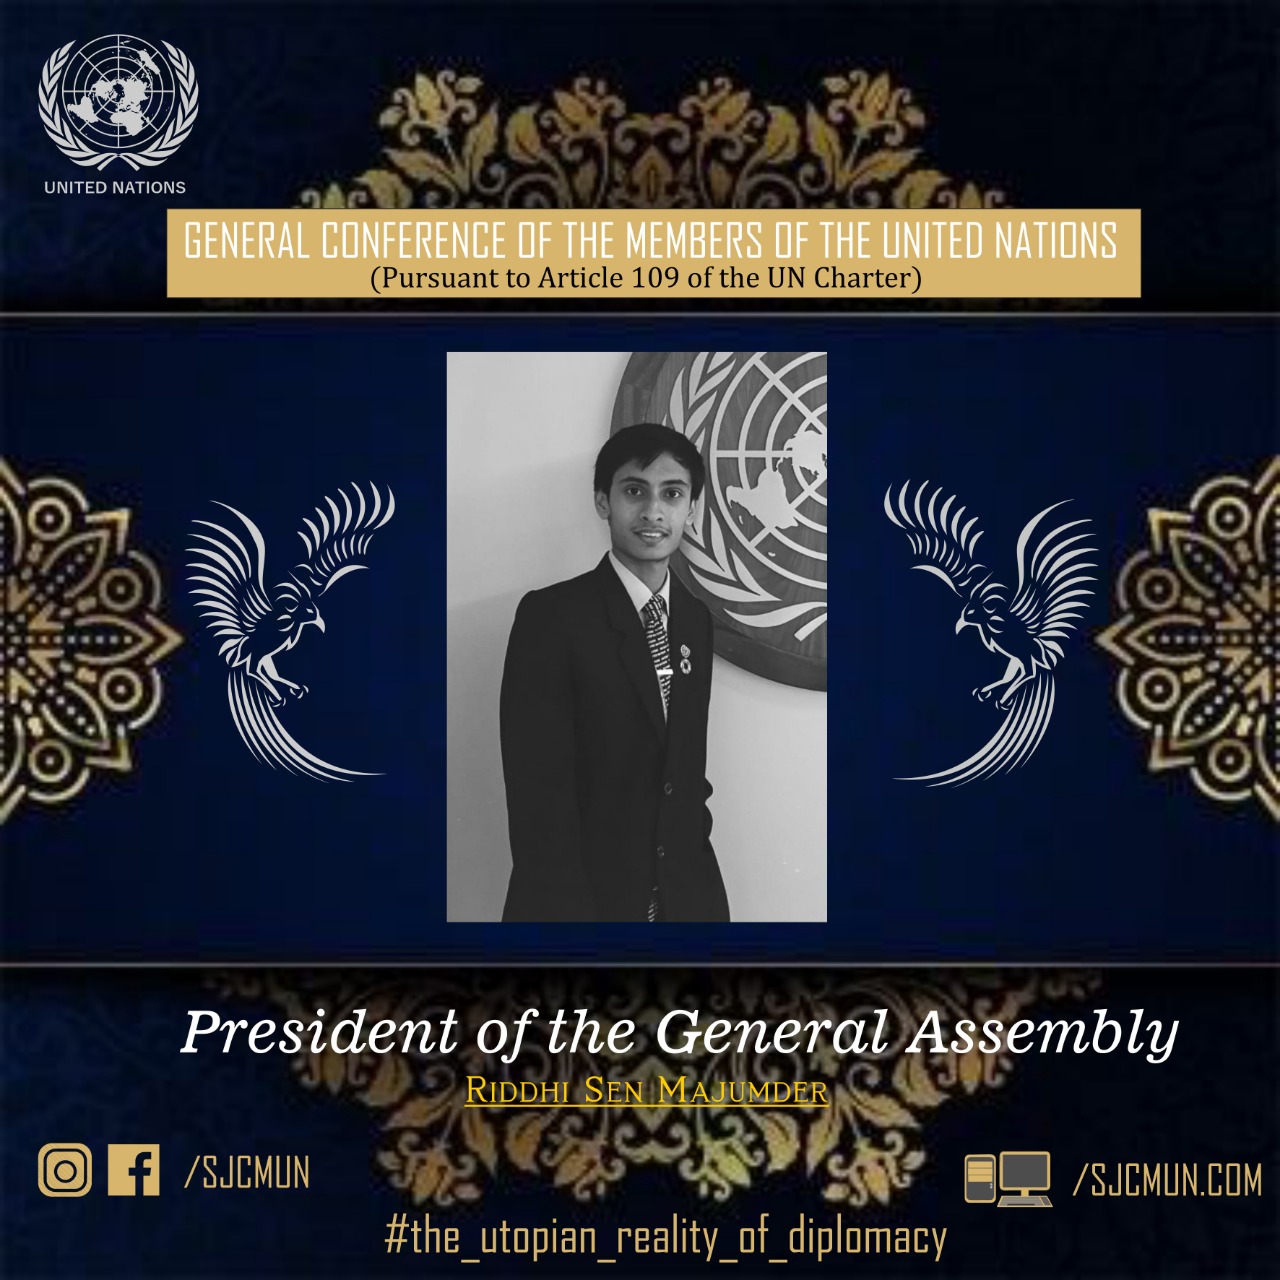 UNITED NATIONS
GENERAL CONFERENCE OF THE MEMBERS OF THE UNITED NATIONS
(Pursuant to Article 109 of the UN Charter)
President of the General Assembly
RIDDHI SEN MAJUMDER
/SJCMUN
/SJCMUN.COM
#the_utopian_reality_of_diplomacy